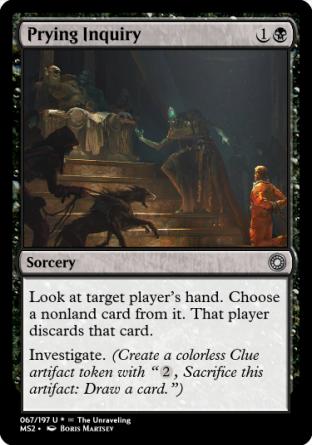 Prying Inquiry 1
Sorcery
Look at target player's hand. Choose
a nonland card from it. That player
discards that card.
Investigate. (Create a colorless Clue
artifact token with “2, Sacrifice this
artifact: Draw a card.”)
067/197 U * = The Unraveling
MS2 • Boris Martsev